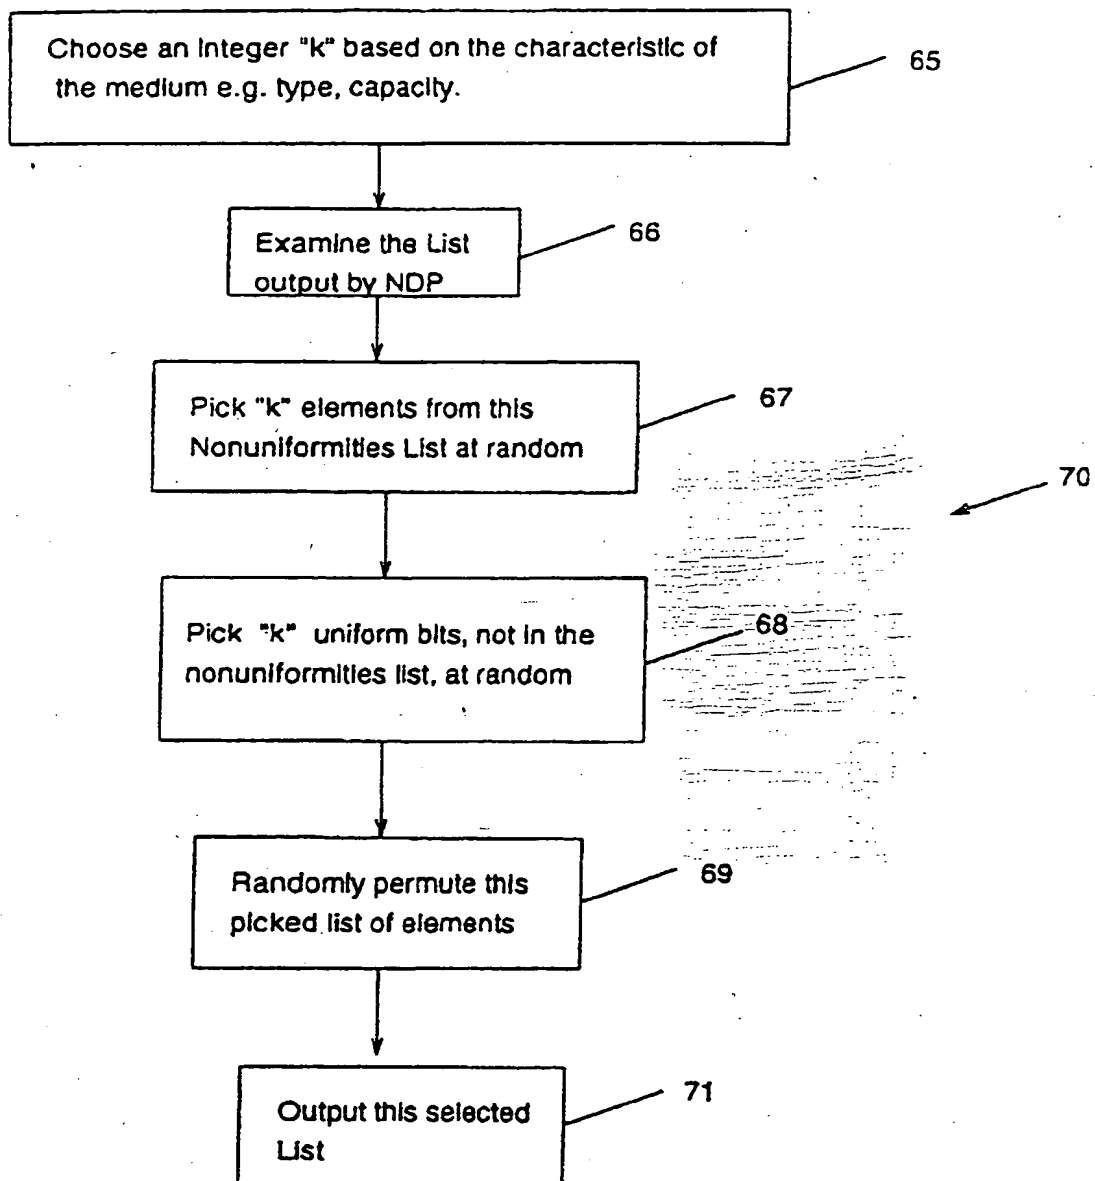 Choose an Integer "k" based on the characteristic of
the medium e.g. type, capacity.
65
Examine the List
output by NDP
66
Pick "k" elements from this
Nonuniformities List at random
67
70
Pick "k" uniform bits, not in the
nonuniformities list, at random
68
Randomly permute this
picked list of elements
69
Output this selected
List
71